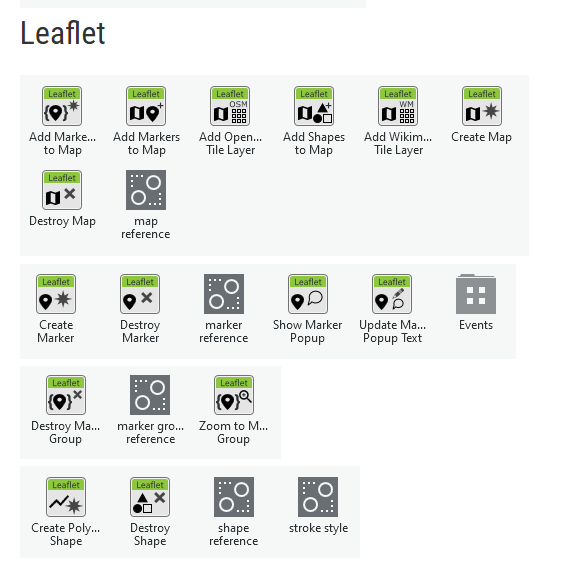 Leaflet
Leaflet Leaflet Leaflet Leaflet Leaflet Leaflet
OSM WM
Add Marke... Add Markers Add Open... Add Shapes Add Wikim... Create Map
to Map to Map Tile Layer to Map Tile Layer
Leaflet
Destroy Map map
reference
Leaflet Leaflet Leaflet Leaflet
Create Destroy marker Show Marker Update Ma... Events
Marker Marker reference Popup Popup Text
Leaflet Leaflet
Destroy Ma... marker gro... Zoom to M...
Group reference Group
Leaflet Leaflet
Create Poly... Destroy shape stroke style
Shape Shape reference